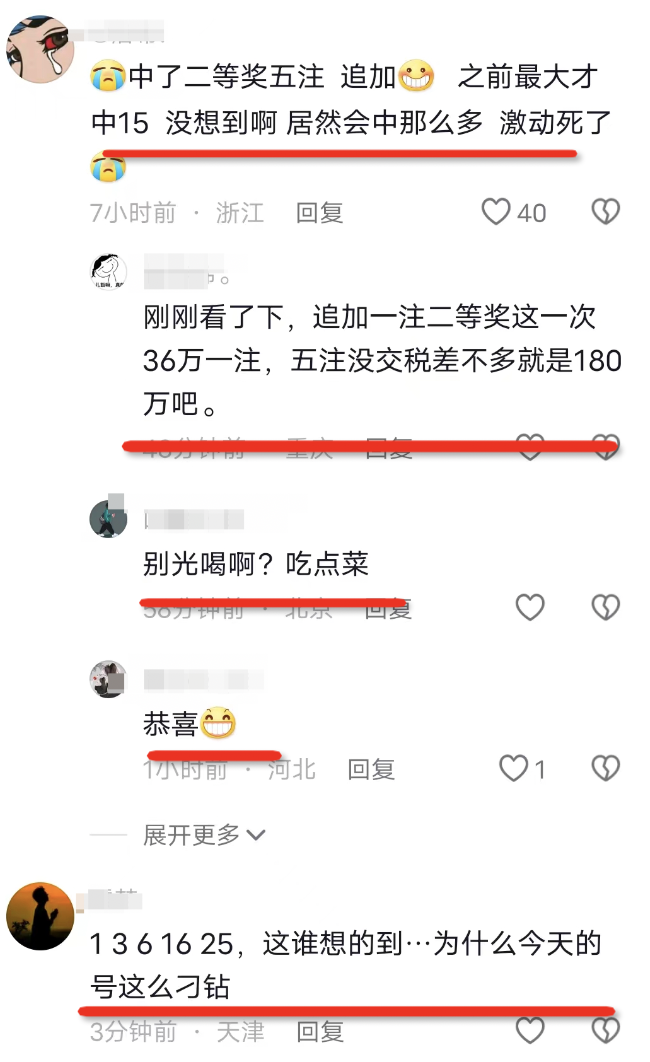 😭中了二等奖五注 追加😀 之前最大才
中15 没想到啊 居然会中那么多 激动死了
😭
7小时前 · 浙江 回复 40
刚刚看了下，追加一注二等奖这一次
36万一注，五注没交税差不多就是180
万吧。
48分钟前 重庆 回复
别光喝啊？吃点菜
58分钟前 · 北京 回复
恭喜😁
1小时前 · 河北 回复 1
展开更多
1 3 6 16 25，这谁想的到…为什么今天的
号这么刁钻
3分钟前 · 天津 回复